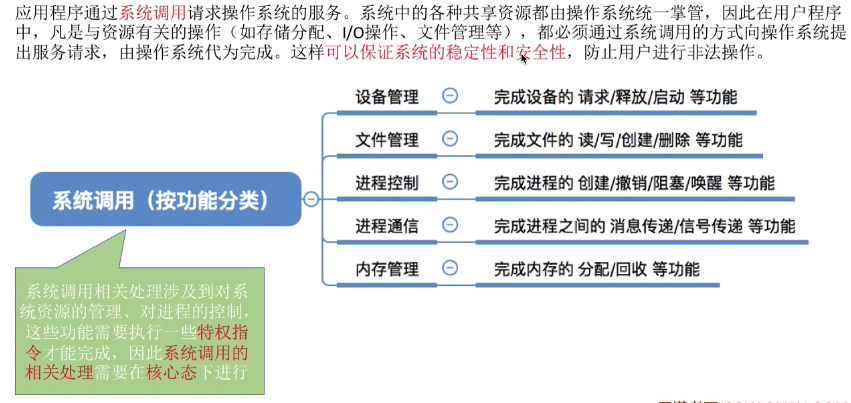 应用程序通过系统调用请求操作系统的服务。系统中的各种共享资源都由操作系统统一掌管，因此在用户程序
中，凡是与资源有关的操作（如存储分配、I/O操作、文件管理等），都必须通过系统调用的方式向操作系统提
出服务请求，由操作系统代为完成。这样可以保证系统的稳定性和安全性，防止用户进行非法操作。
系统调用（按功能分类）
设备管理 完成设备的 请求/释放/启动 等功能
文件管理 完成文件的 读/写/创建/删除 等功能
进程控制 完成进程的 创建/撤销/阻塞/唤醒 等功能
进程通信 完成进程之间的 消息传递/信号传递 等功能
内存管理 完成内存的 分配/回收 等功能
系统调用相关处理涉及到对系
统资源的管理、对进程的控制，
这些功能需要执行一些特权指
令才能完成，因此系统调用的
相关处理需要在核心态下进行